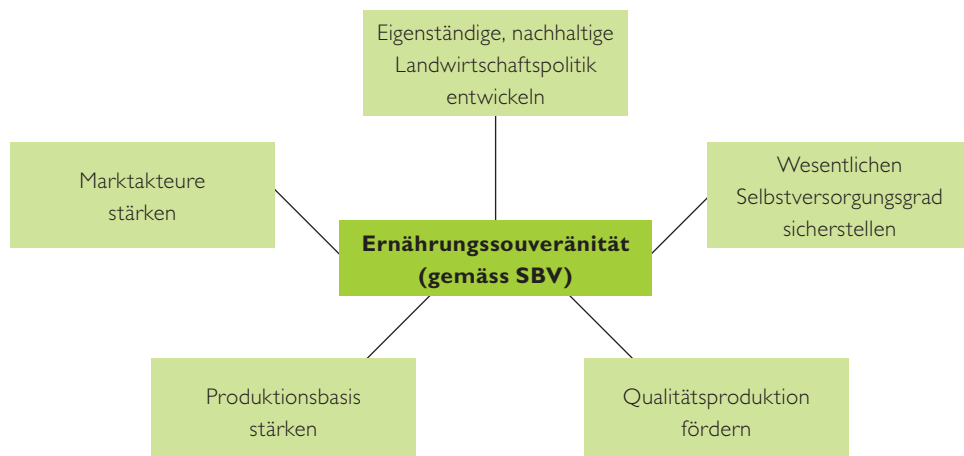 Eigenständige, nachhaltige
Landwirtschaftspolitik
entwickeln
Marktakteure
stärken
Wesentlichen
Selbstversorgungsgrad
sicherstellen
Ernährungssouveränität
(gemäss SBV)
Produktionsbasis
stärken
Qualitätsproduktion
fördern